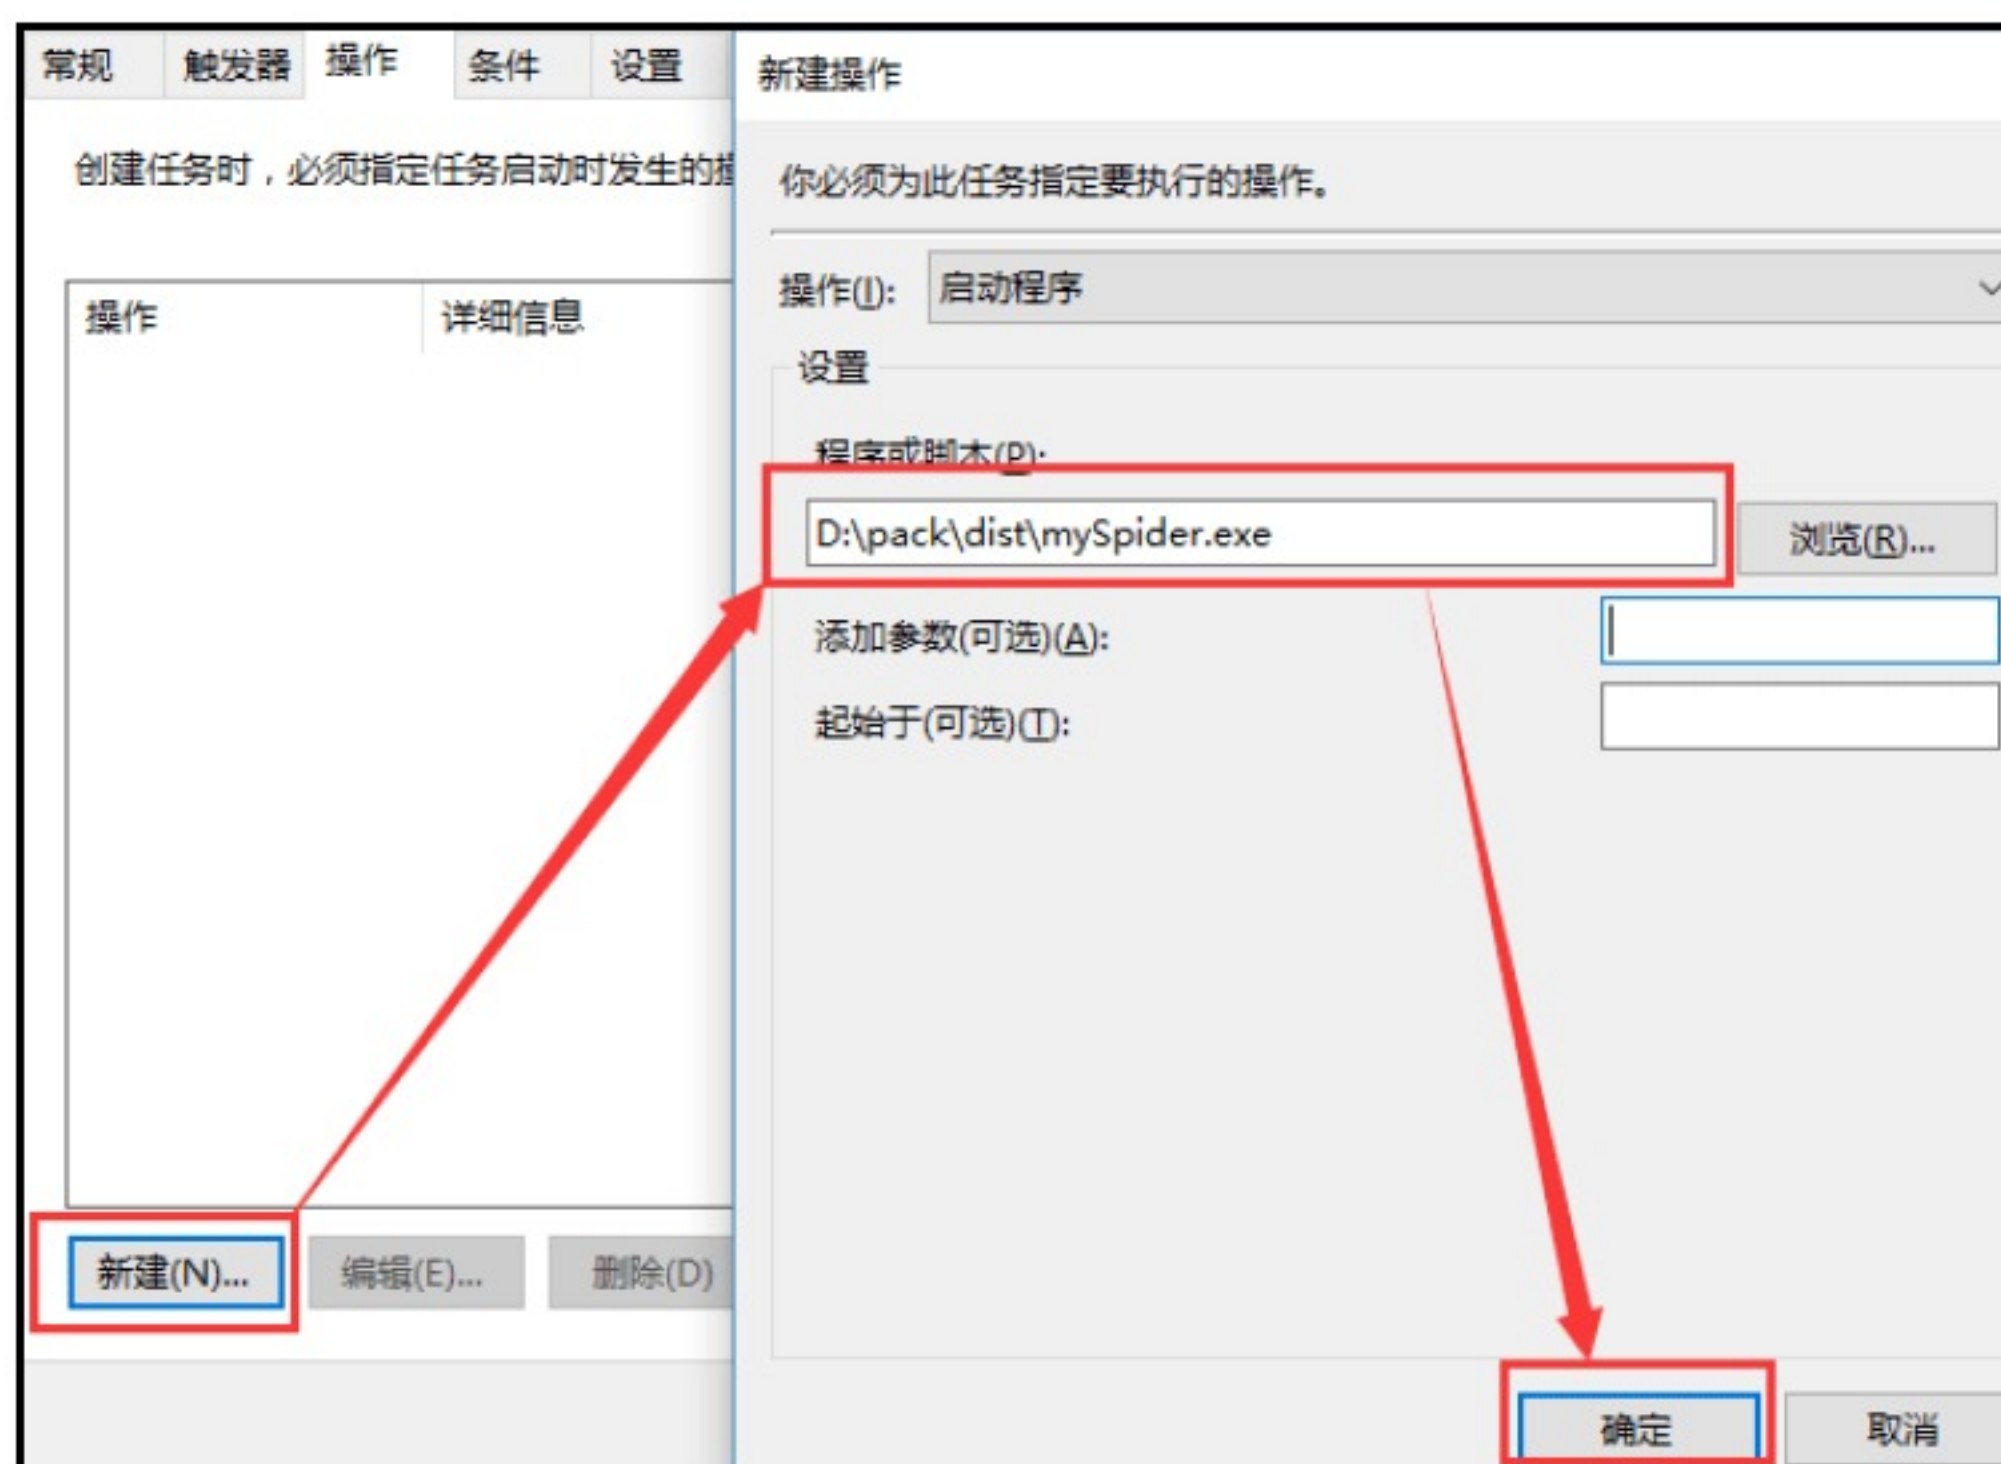 常规 触发器 操作 条件 设置
创建任务时，必须指定任务启动时发生的
操作 详细信息
新建(N)... 编辑(E)... 删除(D)
新建操作
你必须为此任务指定要执行的操作。
操作(I): 启动程序
设置
程序或脚本(P):
D:\pack\dist\mySpider.exe 浏览(R)...
添加参数(可选)(A):
起始于(可选)(T):
确定 取消